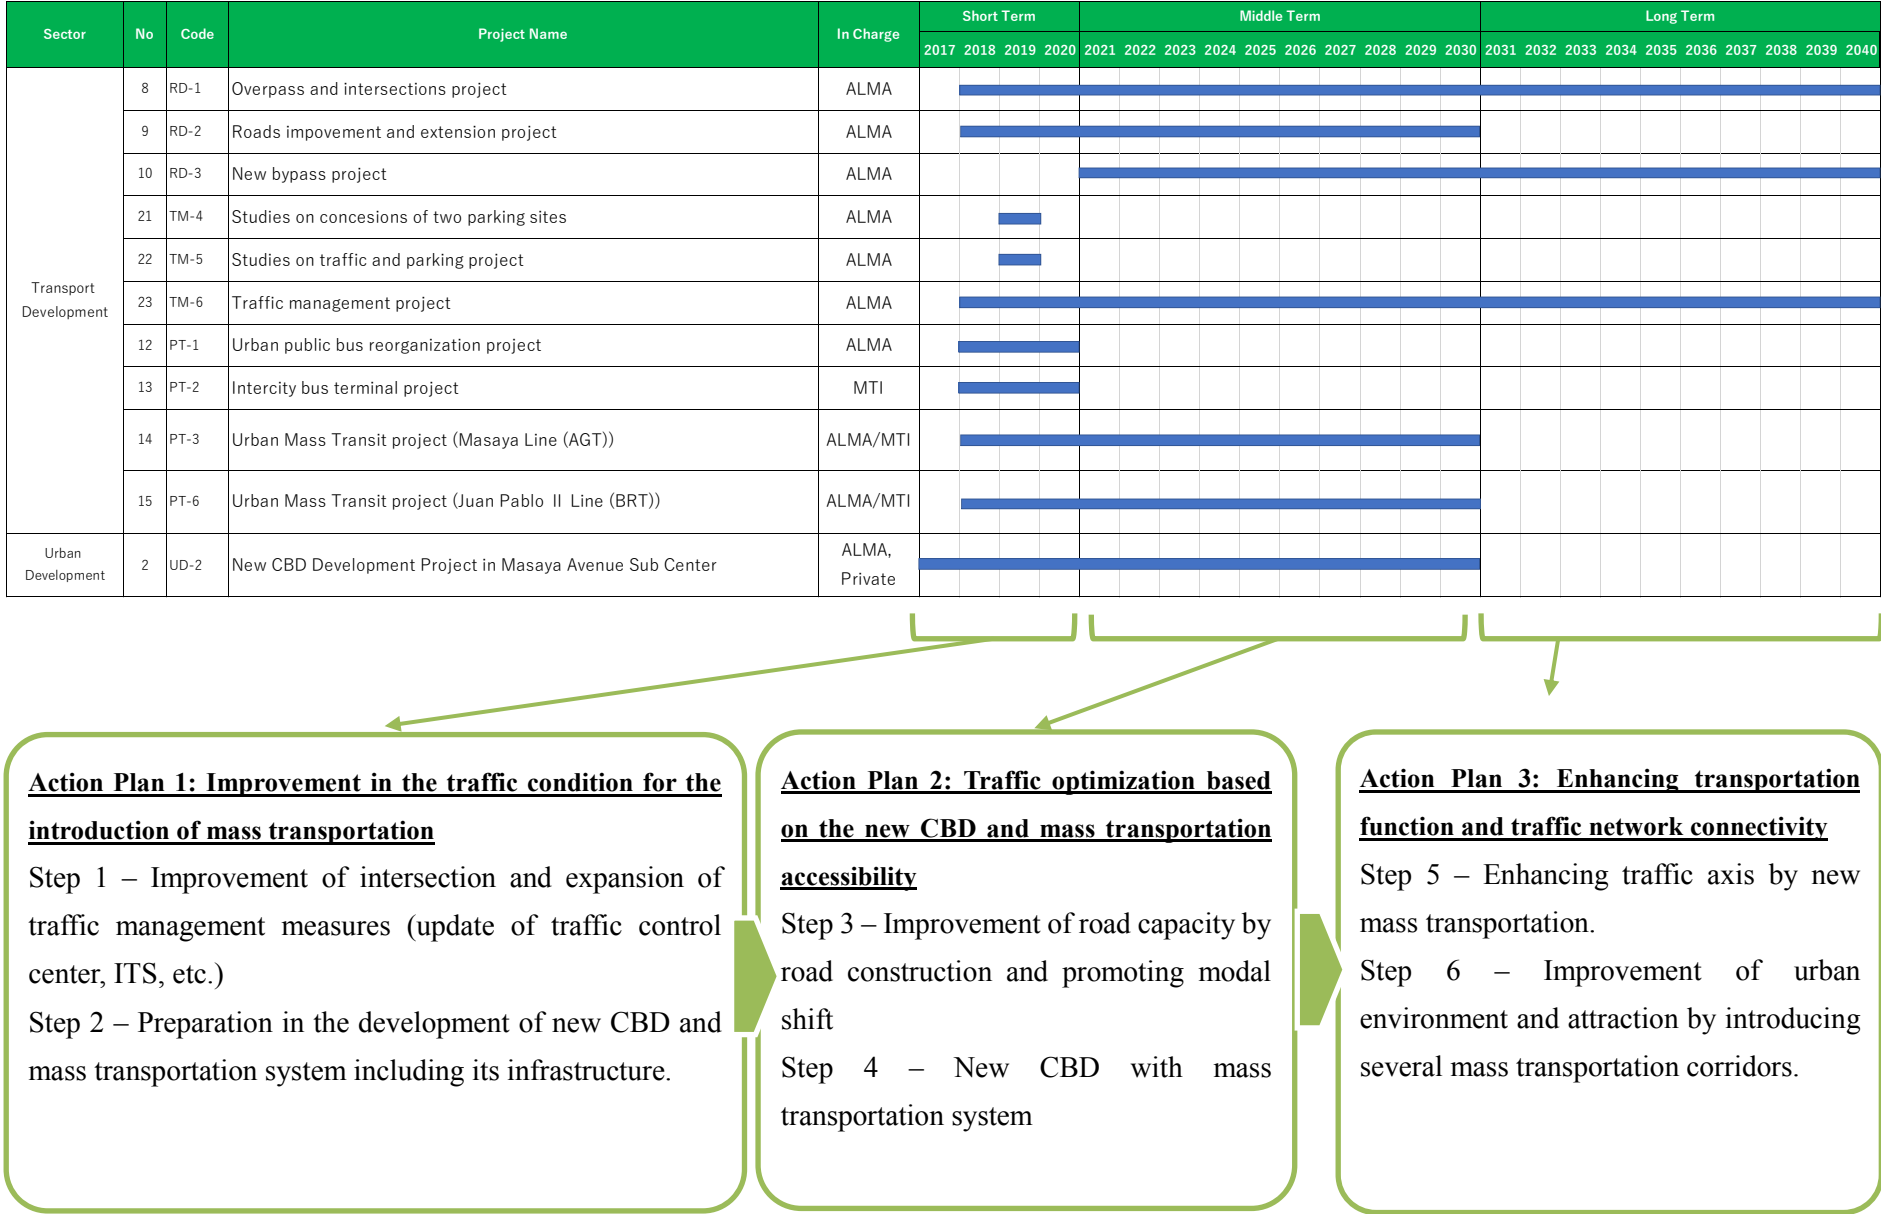 Sector No Code Project Name In Charge Short Term Middle Term Long Term
2017 2018 2019 2020 2021 2022 2023 2024 2025 2026 2027 2028 2029 2030 2031 2032 2033 2034 2035 2036 2037 2038 2039 2040
Transport
Development
8 RD-1 Overpass and intersections project ALMA
9 RD-2 Roads impovement and extension project ALMA
10 RD-3 New bypass project ALMA
21 TM-4 Studies on concesions of two parking sites ALMA
22 TM-5 Studies on traffic and parking project ALMA
23 TM-6 Traffic management project ALMA
12 PT-1 Urban public bus reorganization project ALMA
13 PT-2 Intercity bus terminal project MTI
14 PT-3 Urban Mass Transit project (Masaya Line (AGT)) ALMA/MTI
15 PT-6 Urban Mass Transit project (Juan Pablo II Line (BRT)) ALMA/MTI
Urban
Development
2 UD-2 New CBD Development Project in Masaya Avenue Sub Center ALMA,
Private
Action Plan 1: Improvement in the traffic condition for the
introduction of mass transportation
Step 1 – Improvement of intersection and expansion of
traffic management measures (update of traffic control
center, ITS, etc.)
Step 2 – Preparation in the development of new CBD and
mass transportation system including its infrastructure.
Action Plan 2: Traffic optimization based
on the new CBD and mass transportation
accessibility
Step 3 – Improvement of road capacity by
road construction and promoting modal
shift
Step 4 – New CBD with mass
transportation system
Action Plan 3: Enhancing transportation
function and traffic network connectivity
Step 5 – Enhancing traffic axis by new
mass transportation.
Step 6 – Improvement of urban
environment and attraction by introducing
several mass transportation corridors.